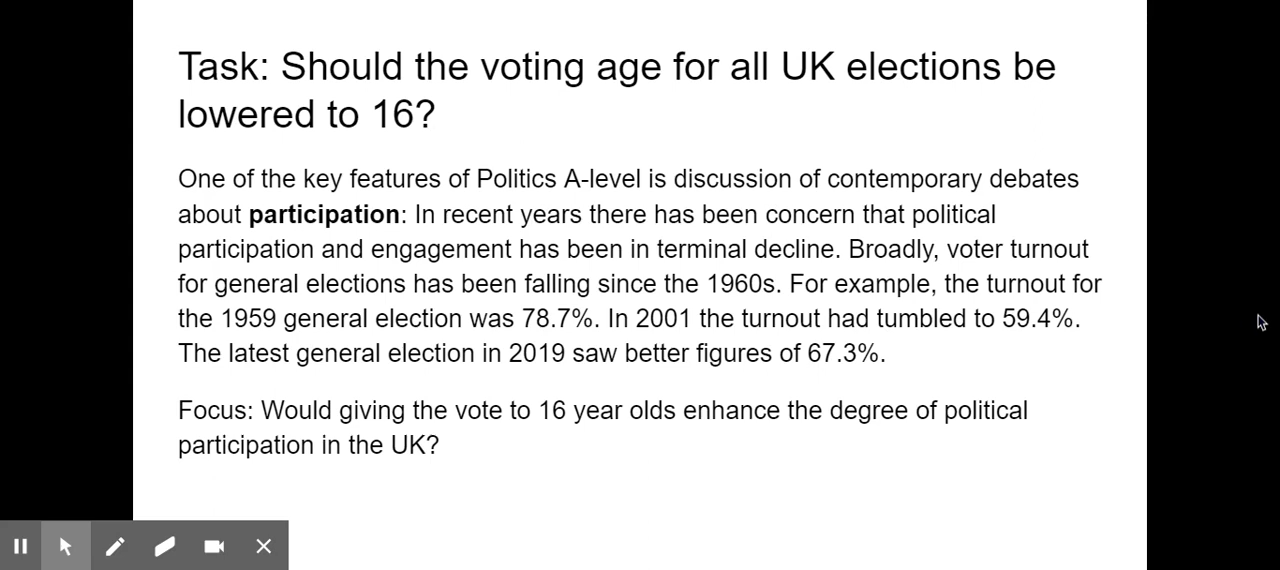 Task: Should the voting age for all UK elections be
lowered to 16?
One of the key features of Politics A-level is discussion of contemporary debates
about participation: In recent years there has been concern that political
participation and engagement has been in terminal decline. Broadly, voter turnout
for general elections has been falling since the 1960s. For example, the turnout for
the 1959 general election was 78.7%. In 2001 the turnout had tumbled to 59.4%.
The latest general election in 2019 saw better figures of 67.3%.
Focus: Would giving the vote to 16 year olds enhance the degree of political
participation in the UK?